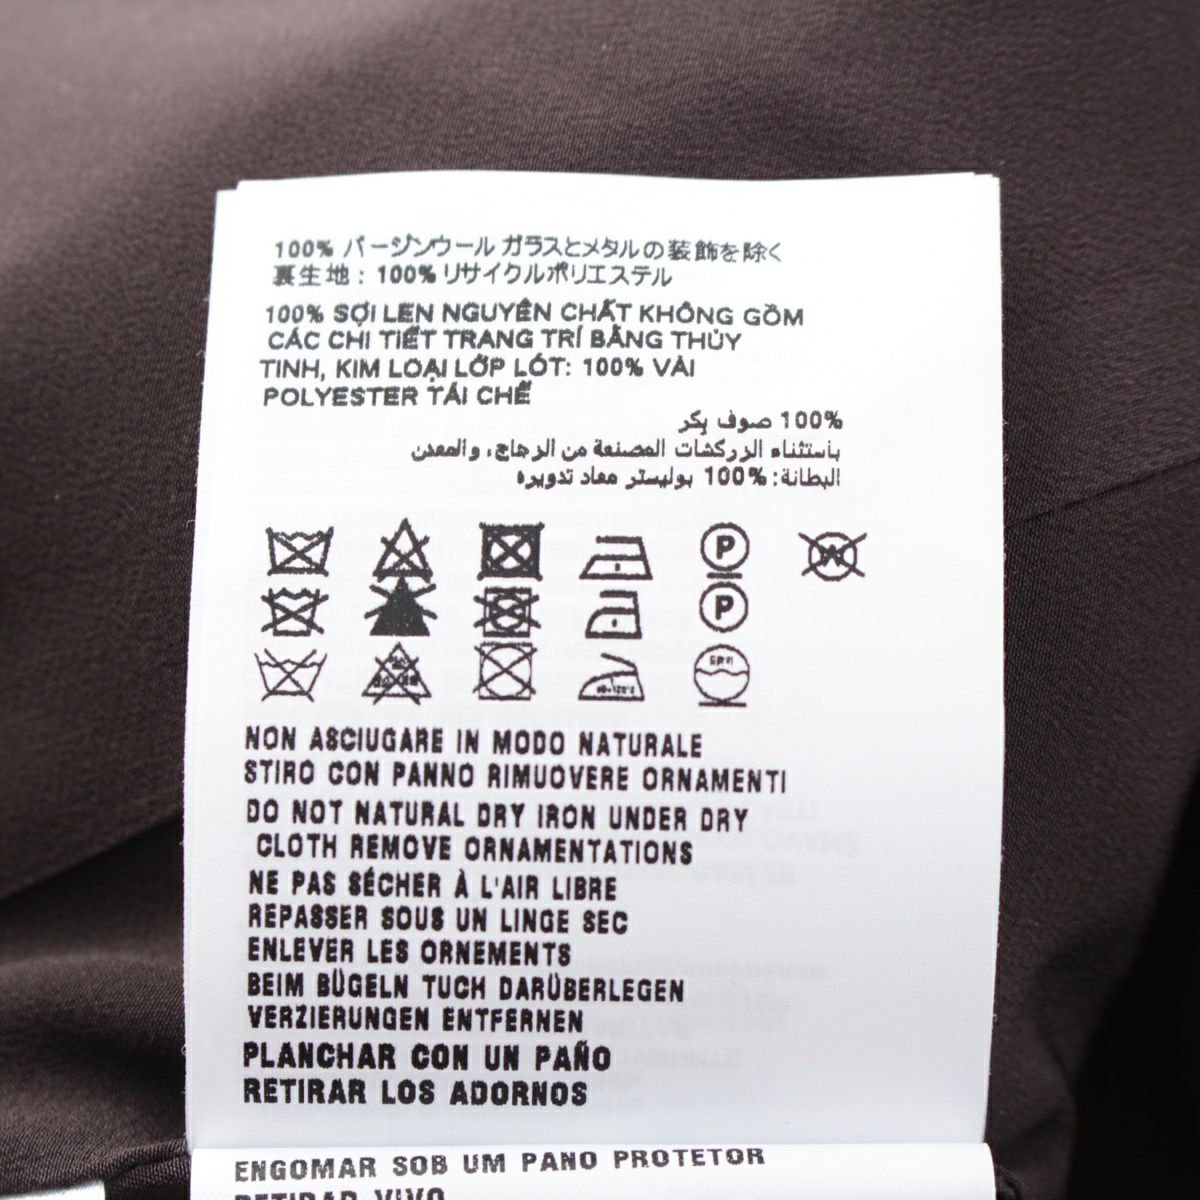 100% バージンウール ガラスとメタルの装飾を除く
裏生地：100% リサイクルポリエステル
100% SỢI LEN NGUYÊN CHẤT KHÔNG GỒM
CÁC CHI TIẾT TRANG TRÍ BẰNG THỦY
TINH, KIM LOẠI LỚP LÓT: 100% VẢI
POLYESTER TÁI CHẾ
100% صوف بكر
باستثناء الزركشات المصنعة من الزجاج، والمعدن
البطانة: 100% بوليستر معاد تدويره
P W
P
NON ASCIUGARE IN MODO NATURALE
STIRO CON PANNO RIMUOVERE ORNAMENTI
DO NOT NATURAL DRY IRON UNDER DRY
CLOTH REMOVE ORNAMENTATIONS
NE PAS SÉCHER À L'AIR LIBRE
REPASSER SOUS UN LINGE SEC
ENLEVER LES ORNEMENTS
BEIM BÜGELN TUCH DARÜBERLEGEN
VERZIERUNGEN ENTFERNEN
PLANCHAR CON UN PAÑO
RETIRAR LOS ADORNOS
ENGOMAR SOB UM PANO PROTETOR
RETIRAR VIVO